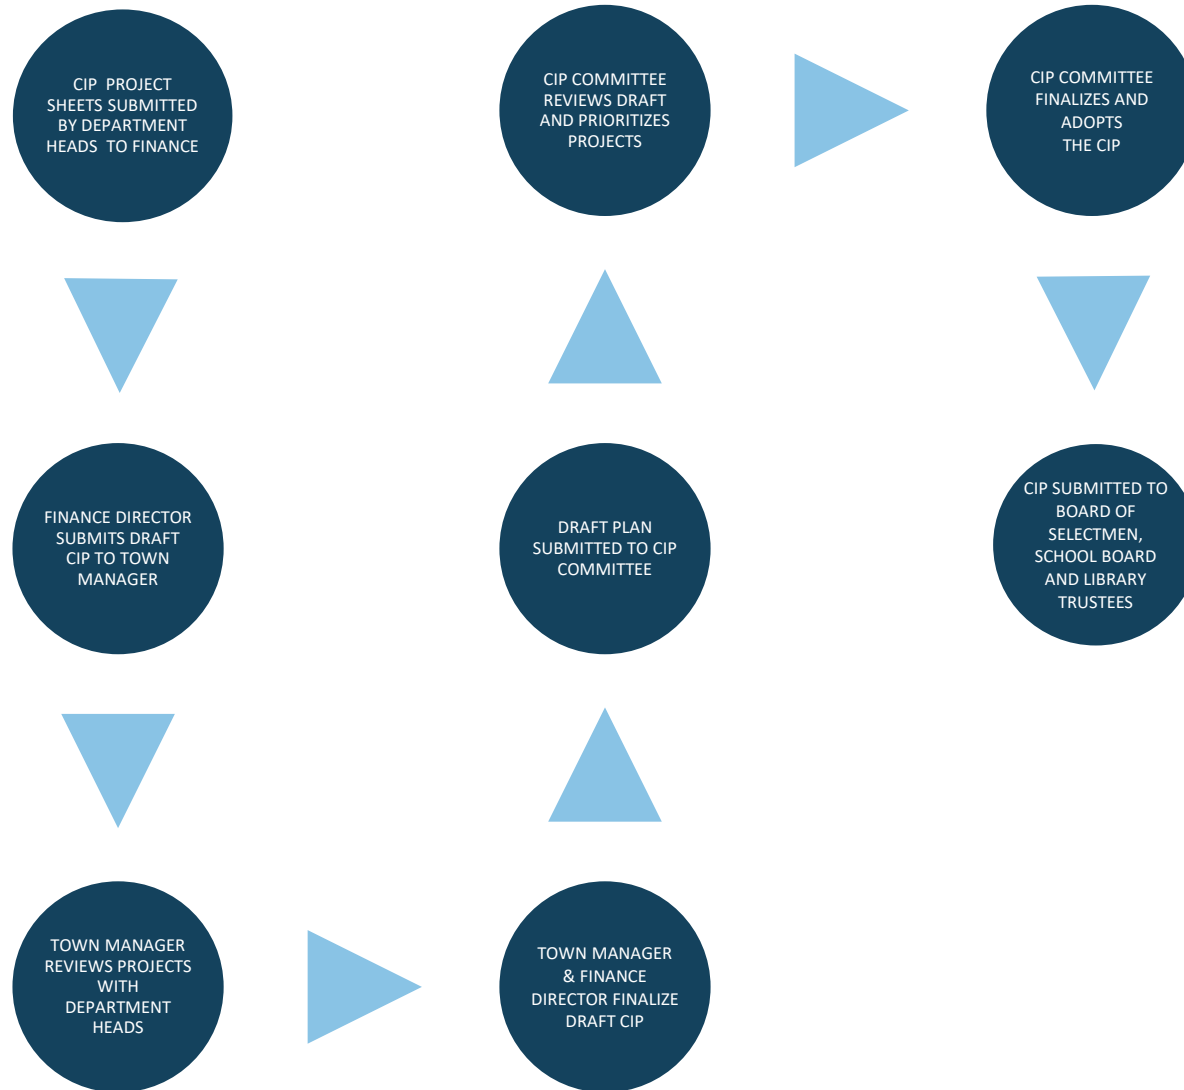 CIP PROJECT
SHEETS SUBMITTED
BY DEPARTMENT
HEADS TO FINANCE
FINANCE DIRECTOR
SUBMITS DRAFT
CIP TO TOWN
MANAGER
TOWN MANAGER
REVIEWS PROJECTS
WITH
DEPARTMENT
HEADS
TOWN MANAGER
& FINANCE
DIRECTOR FINALIZE
DRAFT CIP
DRAFT PLAN
SUBMITTED TO CIP
COMMITTEE
CIP COMMITTEE
REVIEWS DRAFT
AND PRIORITIZES
PROJECTS
CIP COMMITTEE
FINALIZES AND
ADOPTS
THE CIP
CIP SUBMITTED TO
BOARD OF
SELECTMEN,
SCHOOL BOARD
AND LIBRARY
TRUSTEES